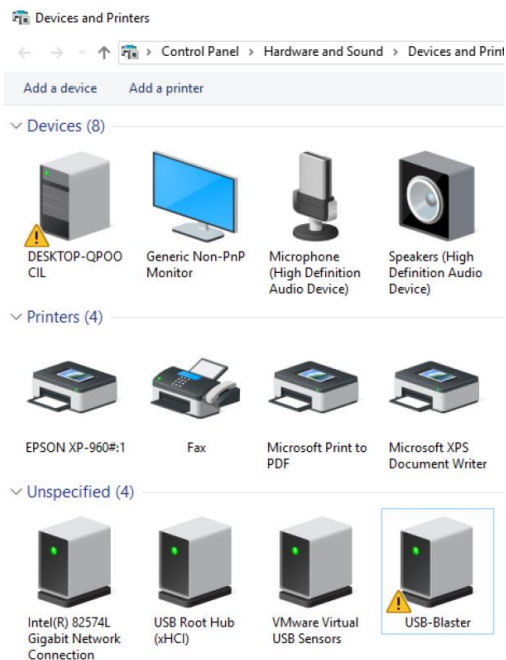 Devices and Printers
Control Panel > Hardware and Sound > Devices and Print
Add a device Add a printer
Devices (8)
DESKTOP-QPOO Generic Non-PnP Microphone Speakers (High
CIL Monitor (High Definition Definition Audio
Audio Device) Device)
Printers (4)
EPSON XP-960#:1 Fax Microsoft Print to Microsoft XPS
PDF Document Writer
Unspecified (4)
Intel(R) 82574L USB Root Hub VMware Virtual USB-Blaster
Gigabit Network (xHCI) USB Sensors
Connection